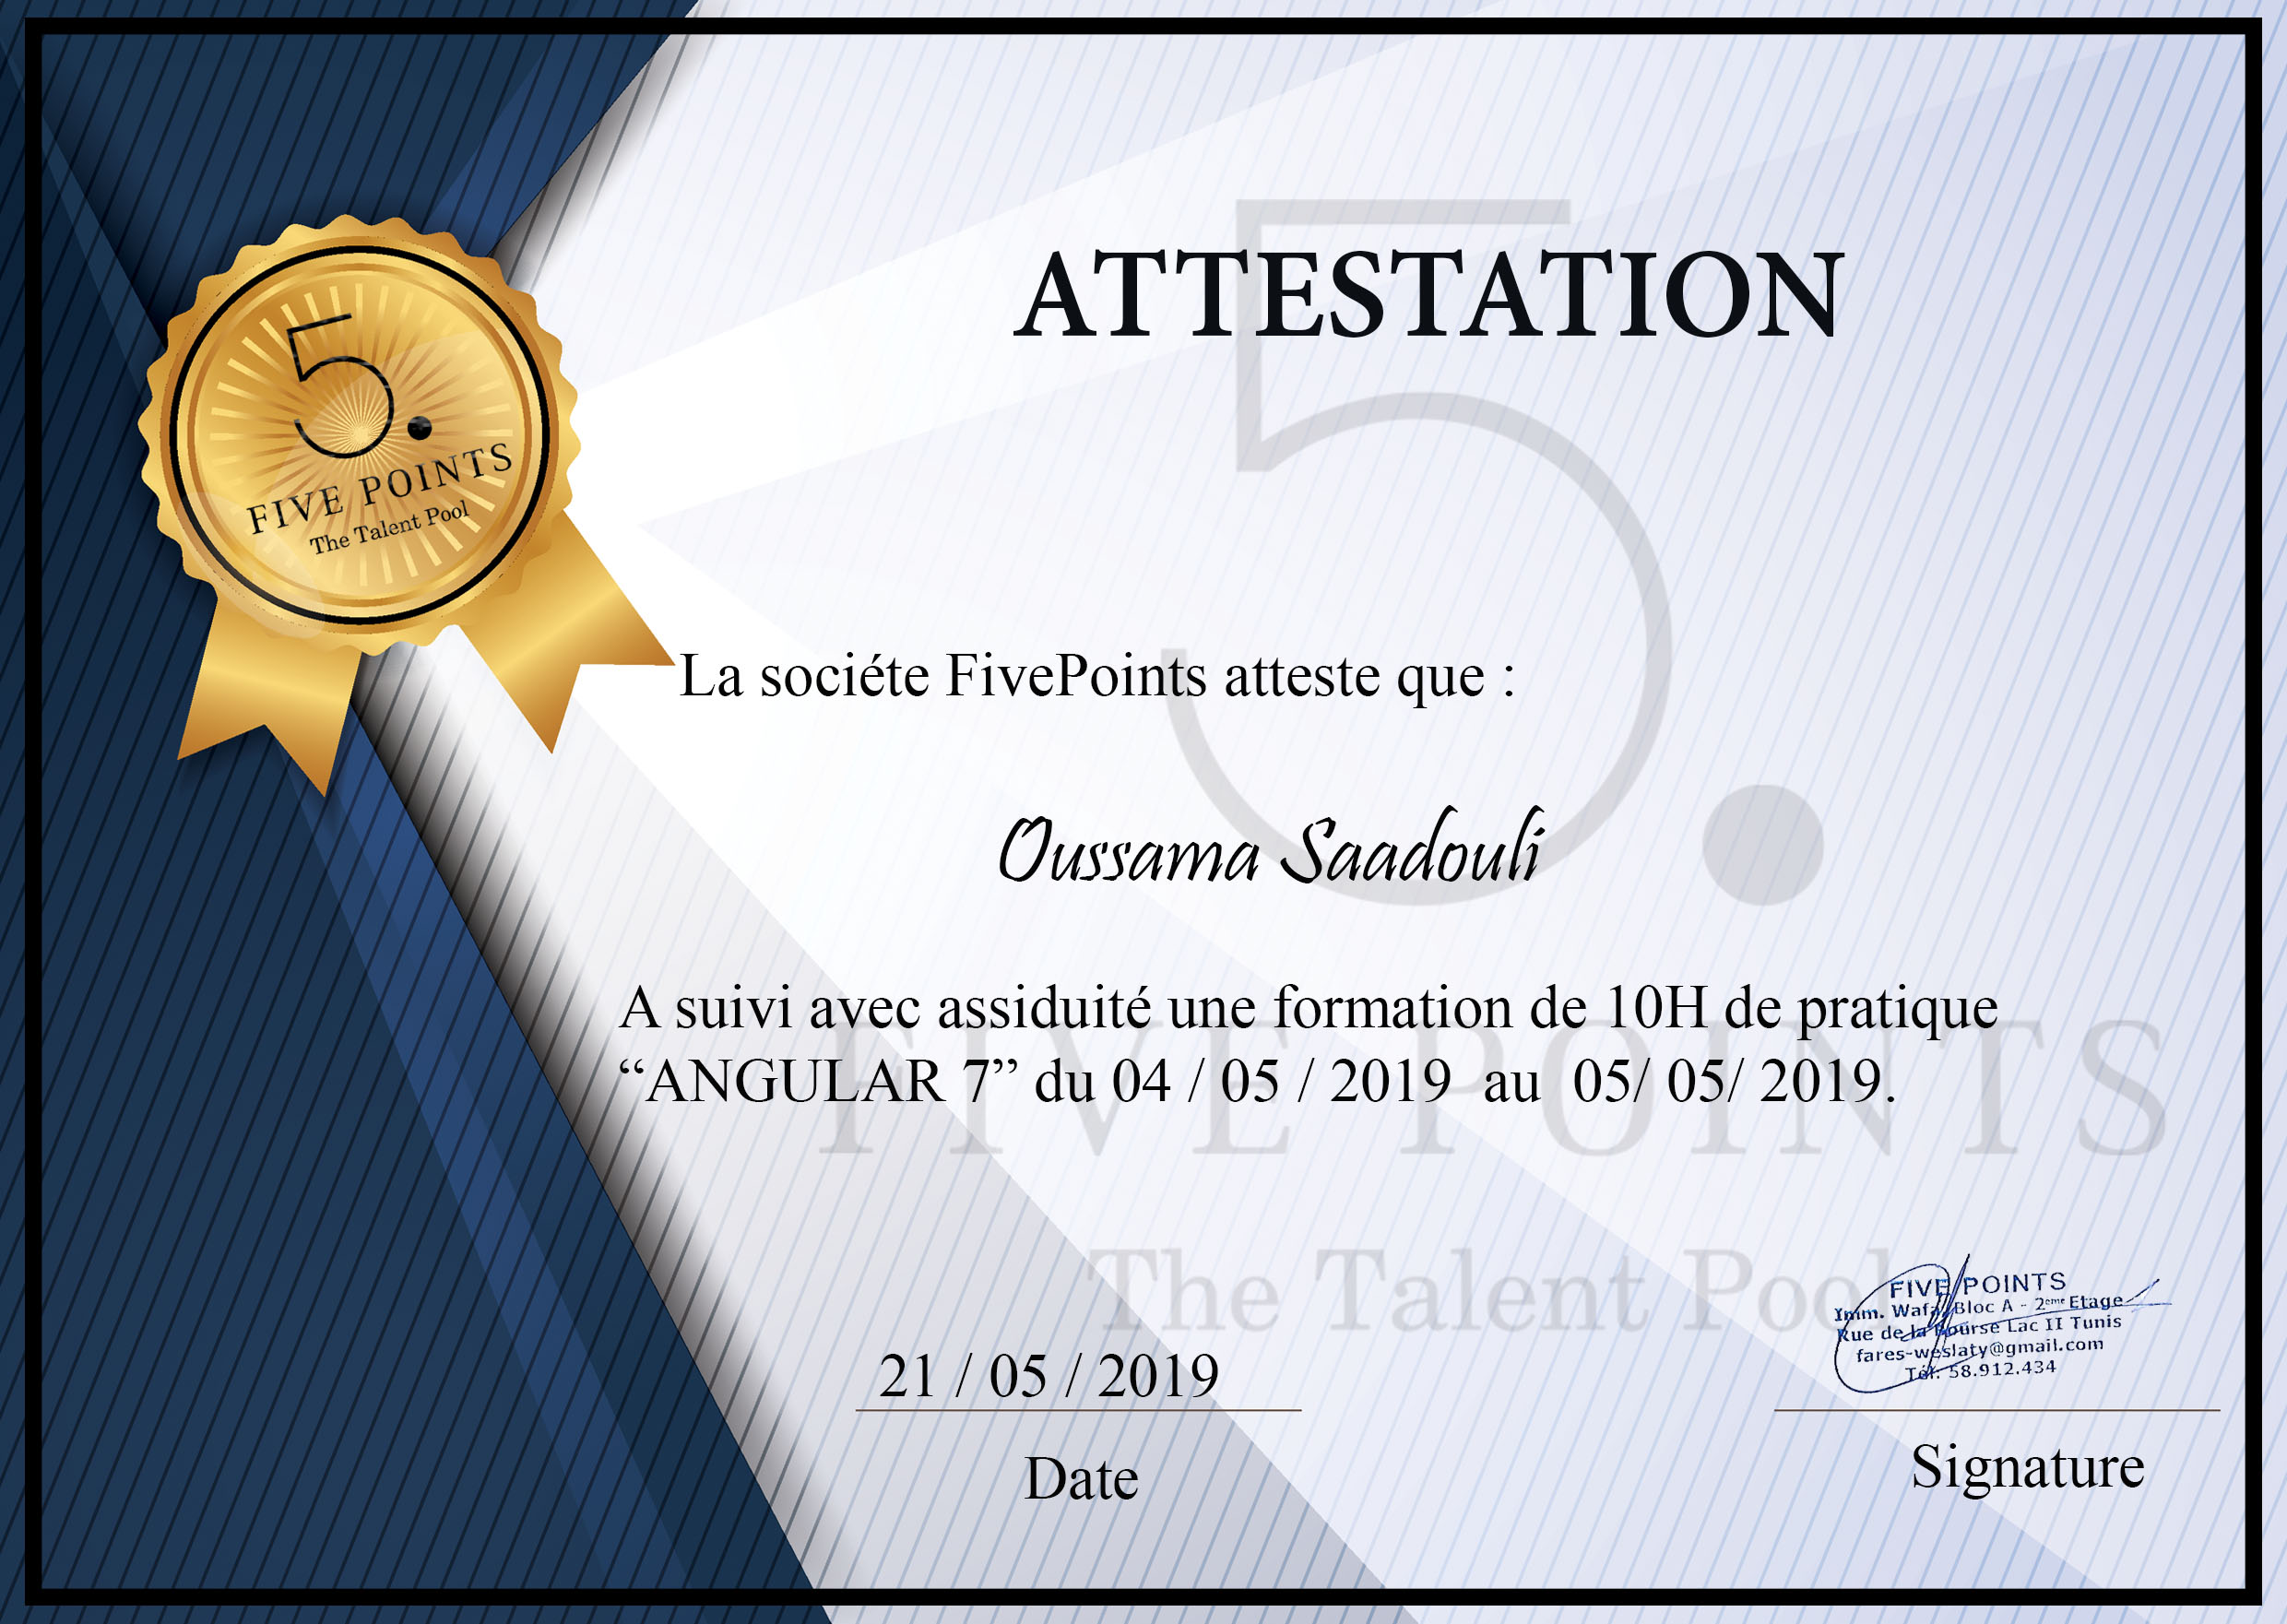 ATTESTATION
5.
FIVE POINTS
The Talent Pool
La sociéte FivePoints atteste que :
Oussama Saadouli
A suivi avec assiduité une formation de 10H de pratique
“ANGULAR 7” du 04 / 05 / 2019 au 05/ 05/ 2019.
5.
FIVE POINTS
The Talent Pool
FIVE POINTS
Imm. Wafa Bloc A - 2eme Etage
Rue de la Bourse Lac II Tunis
fares-weslaty@gmail.com
Tél: 58.912.434
21 / 05 / 2019
Date
Signature